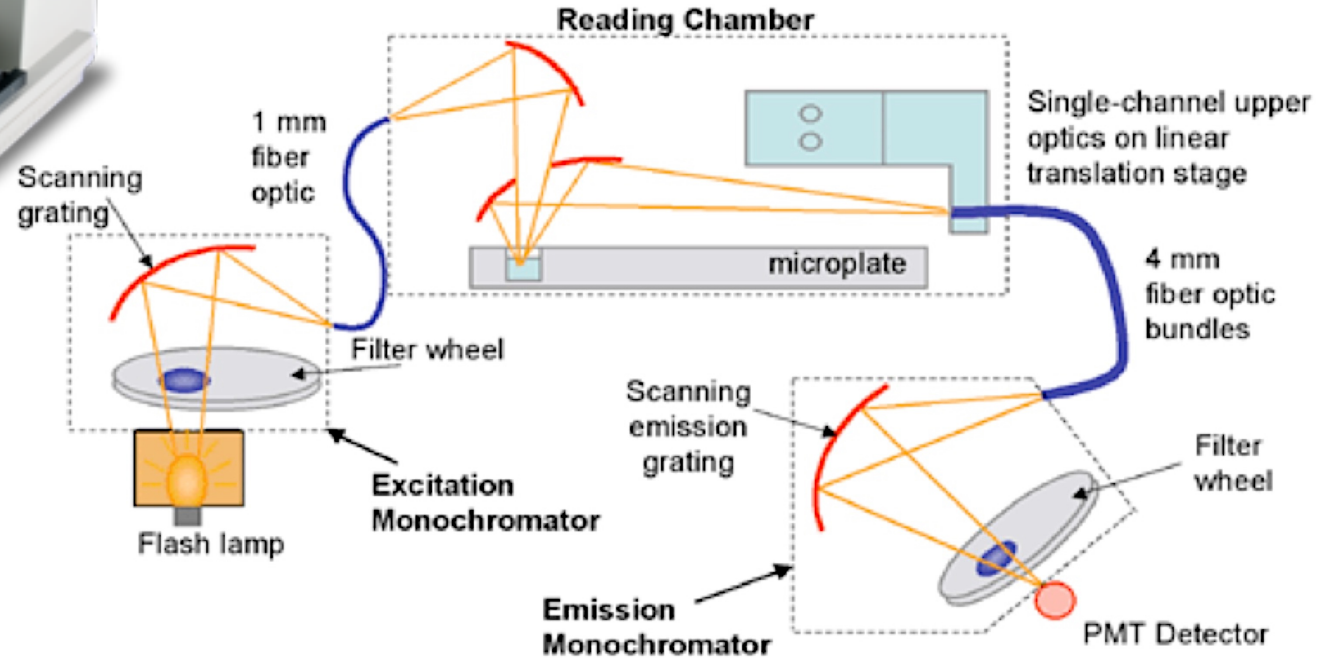 Reading Chamber
1 mm
fiber
optic
Single-channel upper
optics on linear
translation stage
Scanning
grating
microplate
4 mm
fiber optic
bundles
Filter wheel
Scanning
emission
grating
Filter
wheel
Excitation
Monochromator
Flash lamp
Emission
Monochromator
PMT Detector